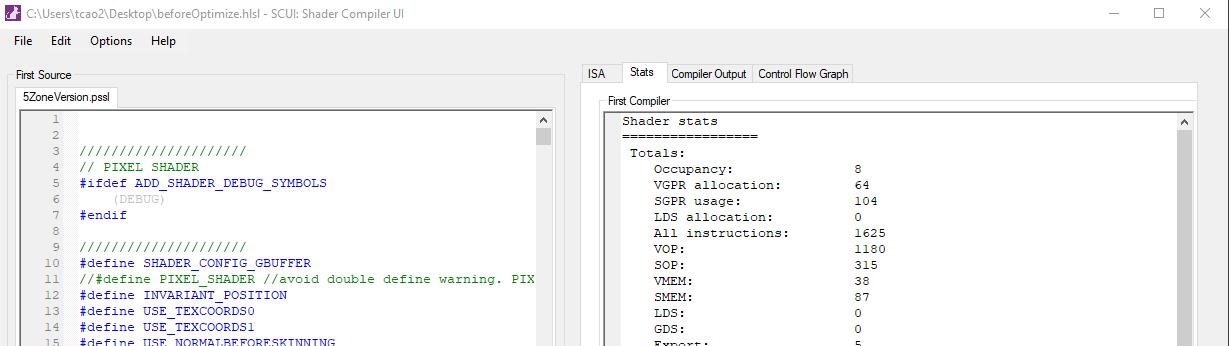 C:\Users\tcao2\Desktop\beforeOptimize.hlsl - SCUI: Shader Compiler UI
File Edit Options Help
First Source
5ZoneVersion.pssl
1
2
3 /////////////////////
4 // PIXEL SHADER
5 #ifdef ADD_SHADER_DEBUG_SYMBOLS
6 (DEBUG)
7 #endif
8
9 /////////////////////
10 #define SHADER_CONFIG_GBUFFER
11 //#define PIXEL_SHADER //avoid double define warning. PIX
12 #define INVARIANT_POSITION
13 #define USE_TEXCOORDS0
14 #define USE_TEXCOORDS1
15 #define USE_NORMALBEFORESKINNING
ISA Stats Compiler Output Control Flow Graph
First Compiler
Shader stats
=================
Totals:
Occupancy: 8
VGPR allocation: 64
SGPR usage: 104
LDS allocation: 0
All instructions: 1625
VOP: 1180
SOP: 315
VMEM: 38
SMEM: 87
LDS: 0
GDS: 0
Export: 5